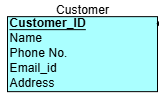 Customer
Customer_ID
Name
Phone No.
Email_id
Address